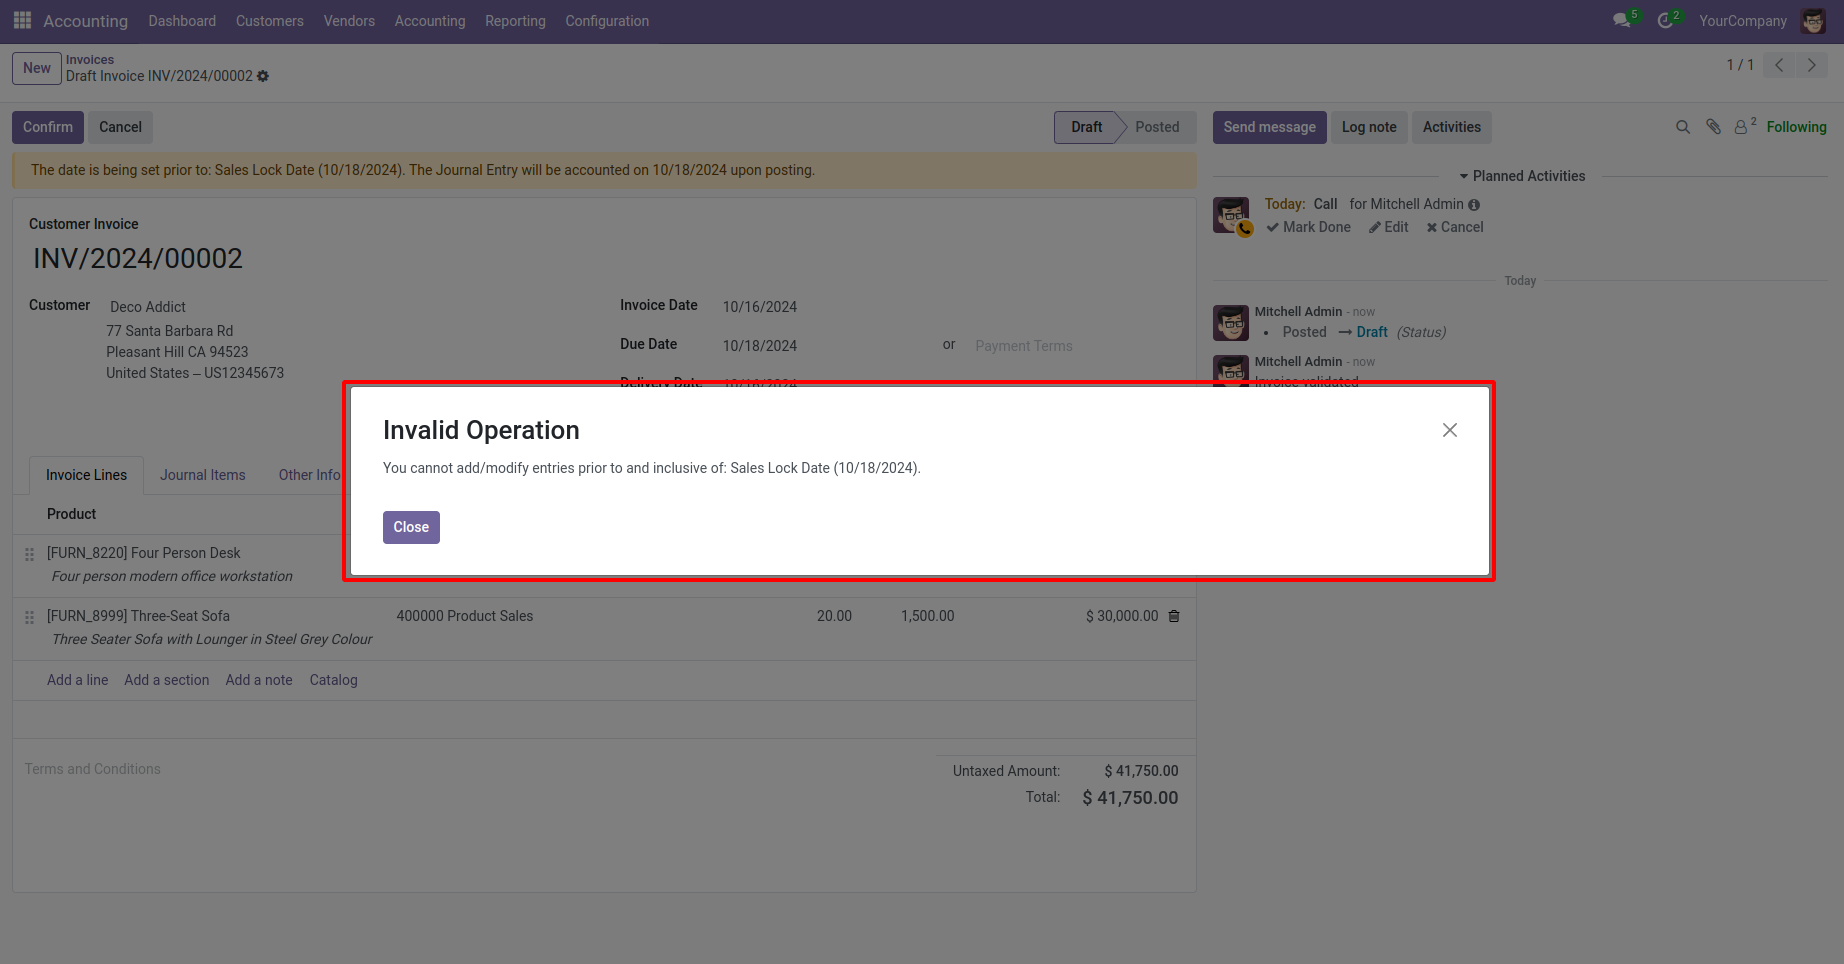 Accounting Dashboard Customers Vendors Accounting Reporting Configuration 5 2 YourCompany
New Invoices
Draft Invoice INV/2024/00002
1 / 1
Confirm Cancel Draft Posted Send message Log note Activities 2 Following
The date is being set prior to: Sales Lock Date (10/18/2024). The Journal Entry will be accounted on 10/18/2024 upon posting.
Planned Activities
Today: Call for Mitchell Admin
Mark Done Edit Cancel
Today
Mitchell Admin - now
• Posted → Draft (Status)
Mitchell Admin - now
Invoice validated
Customer Invoice
INV/2024/00002
Customer Deco Addict
77 Santa Barbara Rd
Pleasant Hill CA 94523
United States – US12345673
Invoice Date 10/16/2024
Due Date 10/18/2024 or Payment Terms
Delivery Date
Invalid Operation
You cannot add/modify entries prior to and inclusive of: Sales Lock Date (10/18/2024).
Close
Invoice Lines Journal Items Other Info
Product
[FURN_8220] Four Person Desk
Four person modern office workstation
[FURN_8999] Three-Seat Sofa 400000 Product Sales 20.00 1,500.00 $ 30,000.00
Three Seater Sofa with Lounger in Steel Grey Colour
Add a line Add a section Add a note Catalog
Terms and Conditions
Untaxed Amount: $ 41,750.00
Total: $ 41,750.00